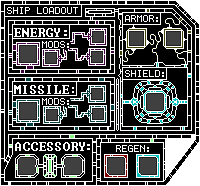 SHIP LOADOUT
ARMOR:
ENERGY:
MODS:
SHIELD:
MISSILE:
MODS:
ACCESSORY:
REGEN: